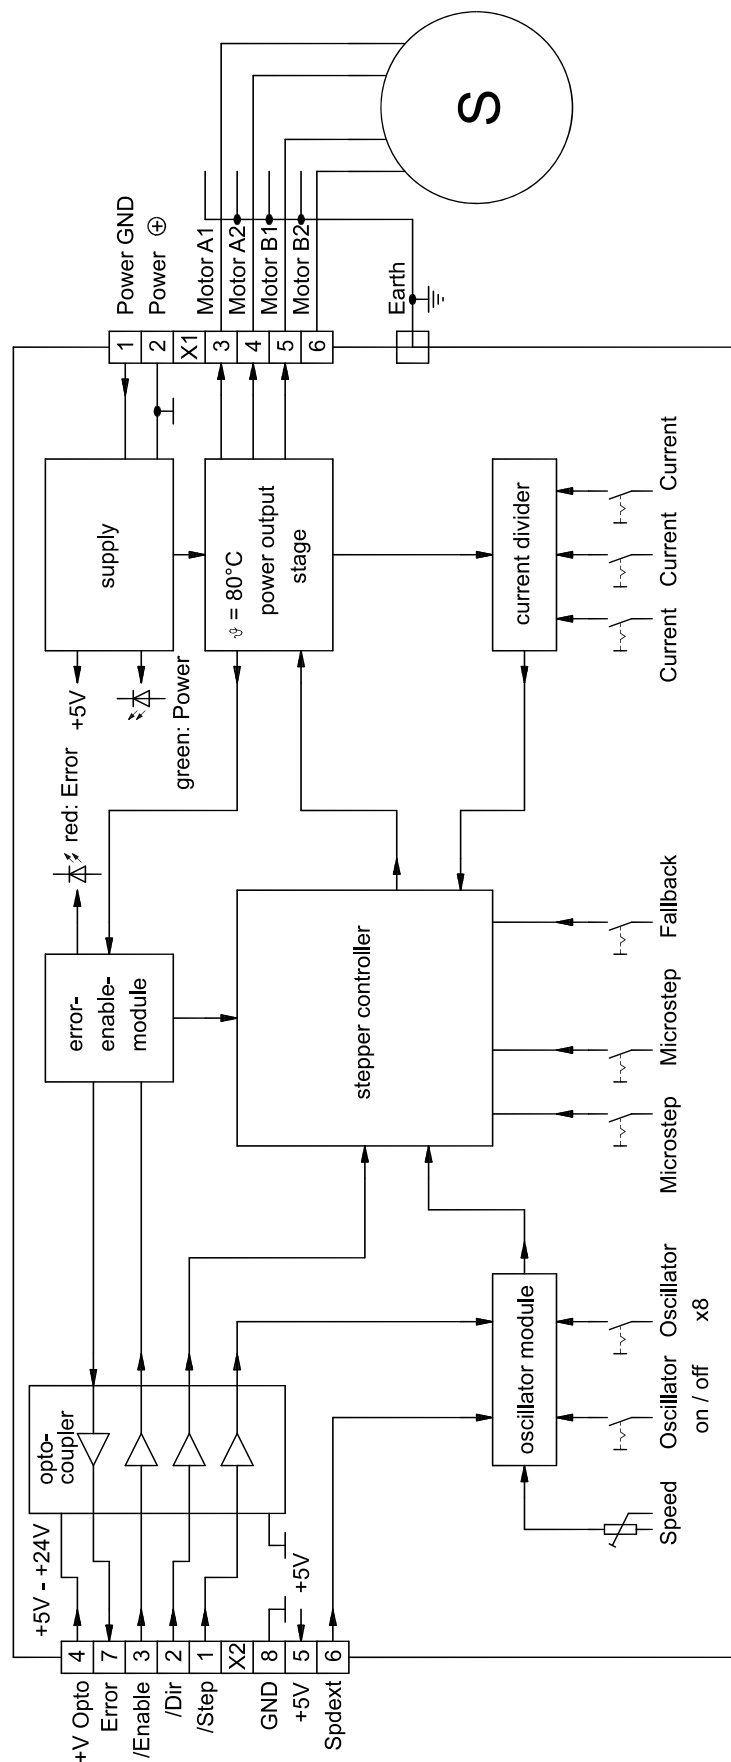 +V Opto
Error
/Enable
/Dir
/Step
GND
+5V
Spdext
4
7
3
2
1
X2
8
5
6
+5V - +24V
+5V
opto-
coupler
error-
enable-
module
red: Error
+5V
green: Power
supply
ϑ = 80°C
power output
stage
stepper controller
current divider
oscillator module
Speed
Oscillator
on / off
Oscillator
x8
Microstep
Microstep
Fallback
Current
Current
Current
1
2
X1
3
4
5
6
Power GND
Power ⊕
Motor A1
Motor A2
Motor B1
Motor B2
Earth
S